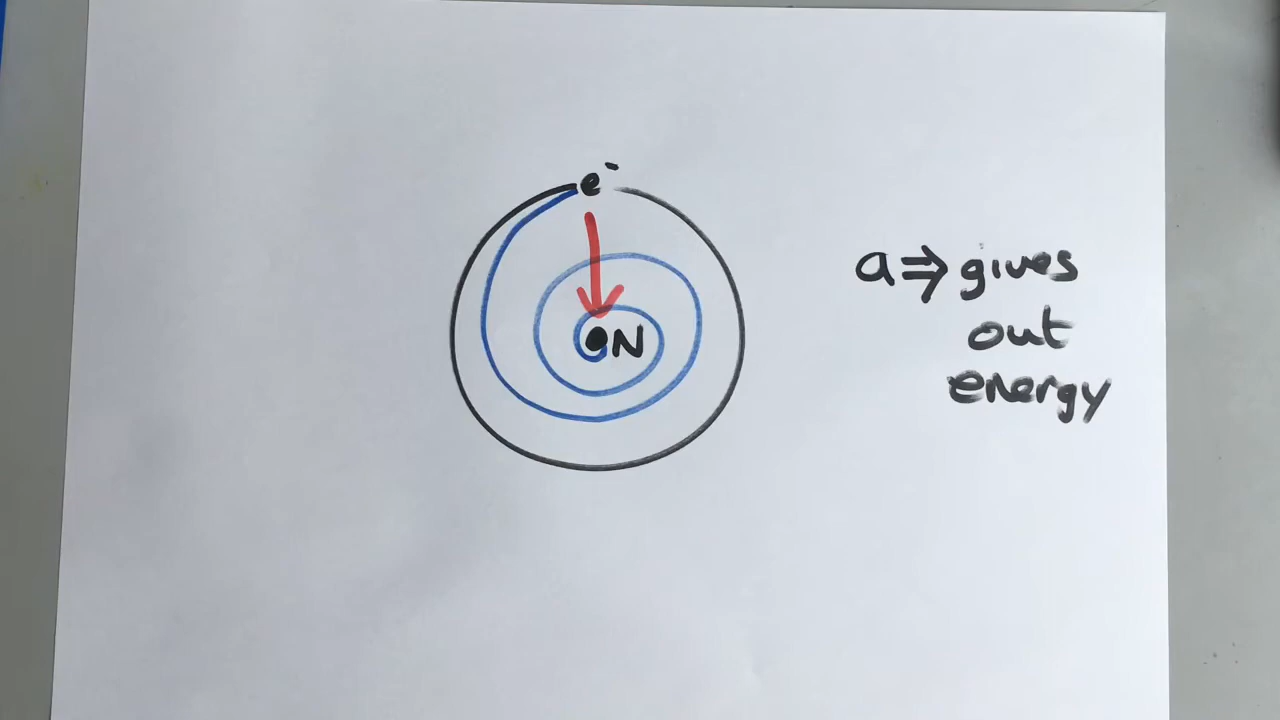 e⁻
N
a ⇒ gives
out
energy